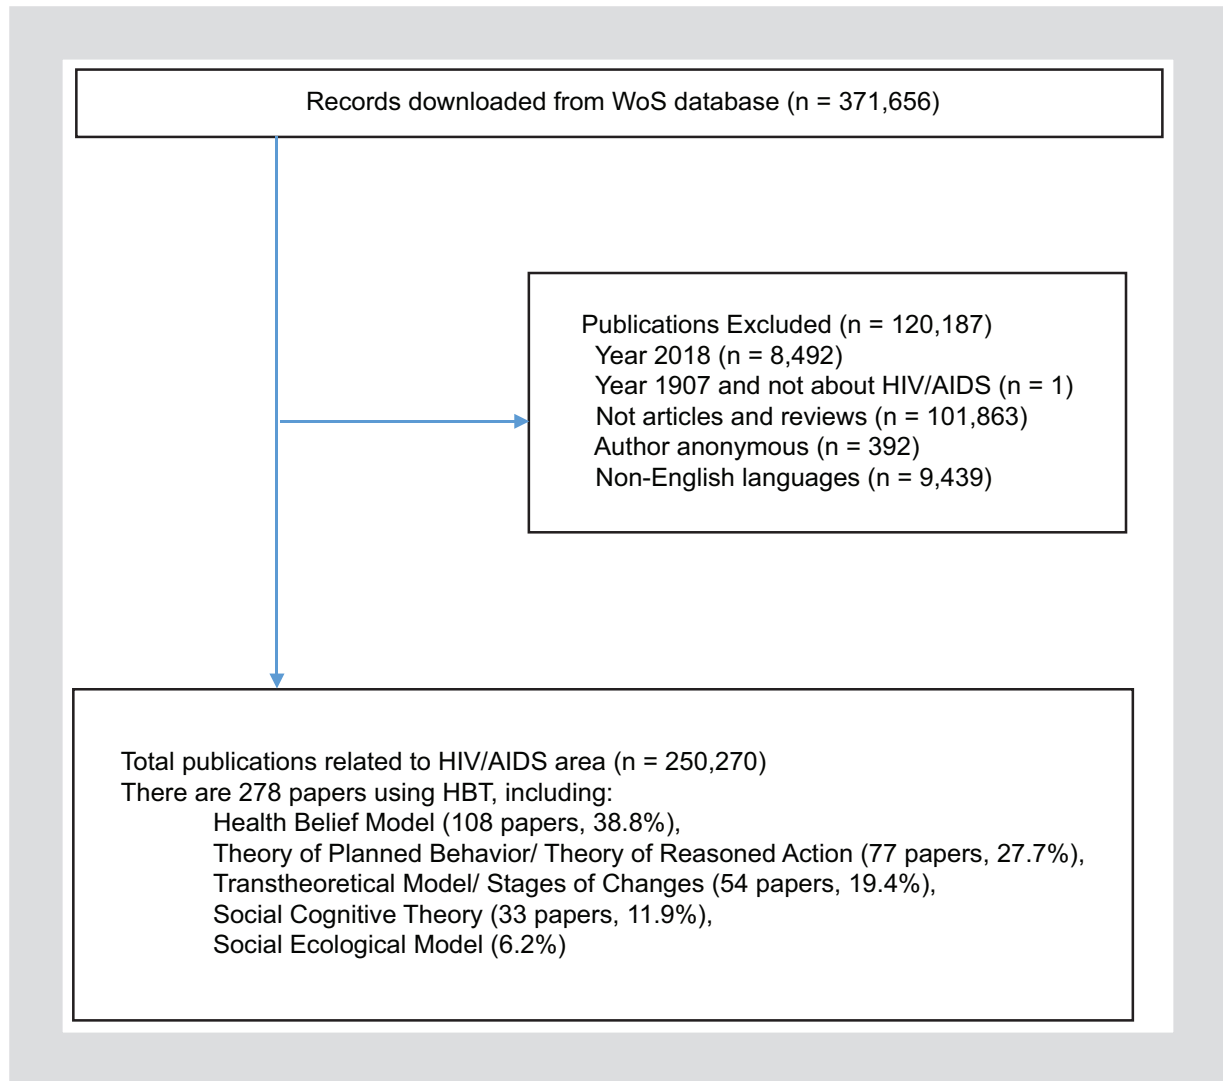 Records downloaded from WoS database (n = 371,656)
Publications Excluded (n = 120,187)
Year 2018 (n = 8,492)
Year 1907 and not about HIV/AIDS (n = 1)
Not articles and reviews (n = 101,863)
Author anonymous (n = 392)
Non-English languages (n = 9,439)
Total publications related to HIV/AIDS area (n = 250,270)
There are 278 papers using HBT, including:
Health Belief Model (108 papers, 38.8%),
Theory of Planned Behavior/ Theory of Reasoned Action (77 papers, 27.7%),
Transtheoretical Model/ Stages of Changes (54 papers, 19.4%),
Social Cognitive Theory (33 papers, 11.9%),
Social Ecological Model (6.2%)